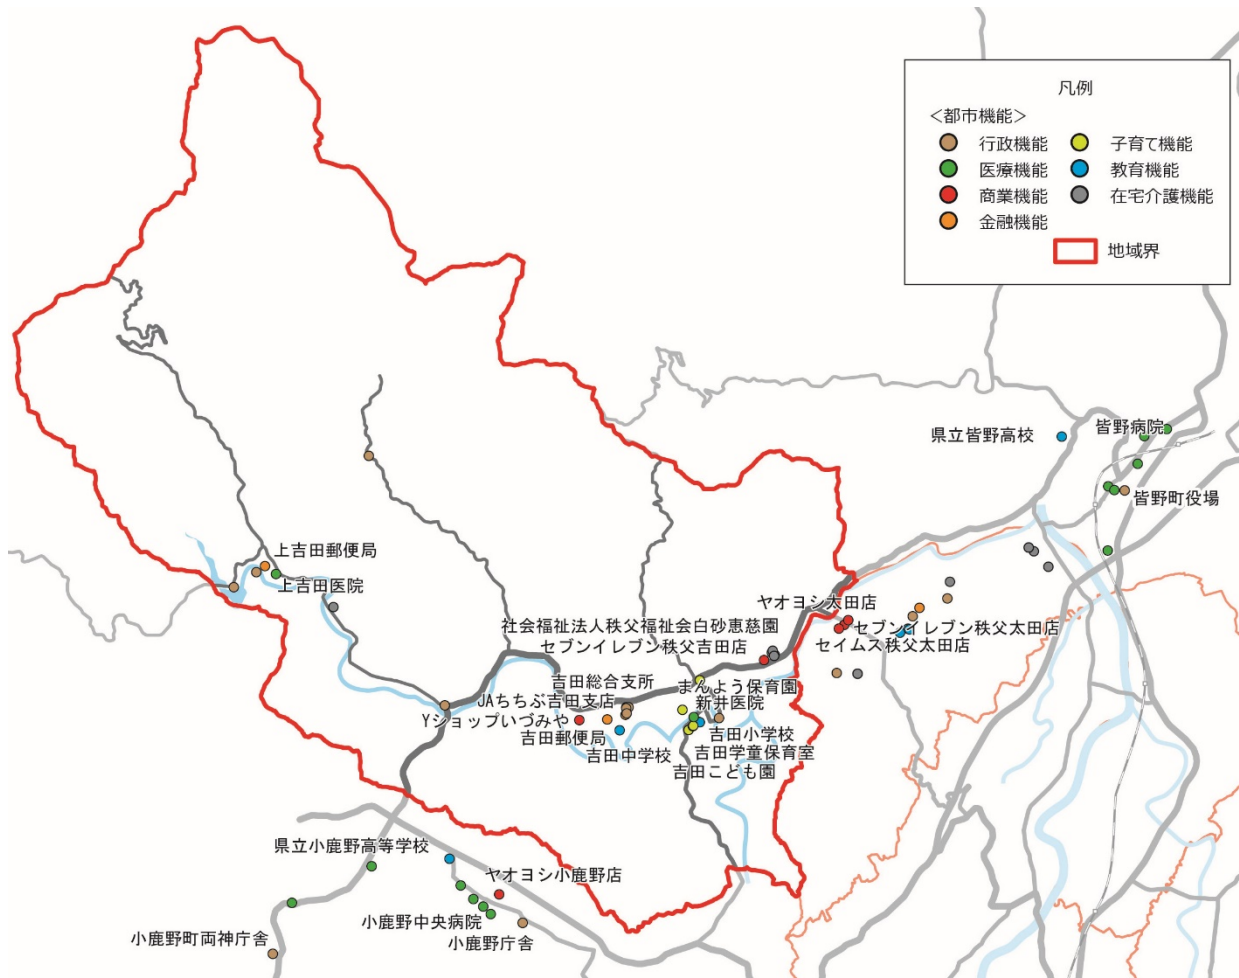 凡例
＜都市機能＞
行政機能
子育て機能
医療機能
教育機能
商業機能
在宅介護機能
金融機能
地域界
県立皆野高校
皆野病院
皆野町役場
上吉田郵便局
上吉田医院
ヤオヨシ太田店
社会福祉法人秩父福祉会白砂恵慈園
セブンイレブン秩父太田店
セブンイレブン秩父吉田店
セイムス秩父太田店
吉田総合支所
まんよう保育園
JAちちぶ吉田支店
新井医院
Yショップいづみや
吉田郵便局
吉田小学校
吉田中学校
吉田学童保育室
吉田こども園
県立小鹿野高等学校
ヤオヨシ小鹿野店
小鹿野中央病院
小鹿野町両神庁舎
小鹿野庁舎